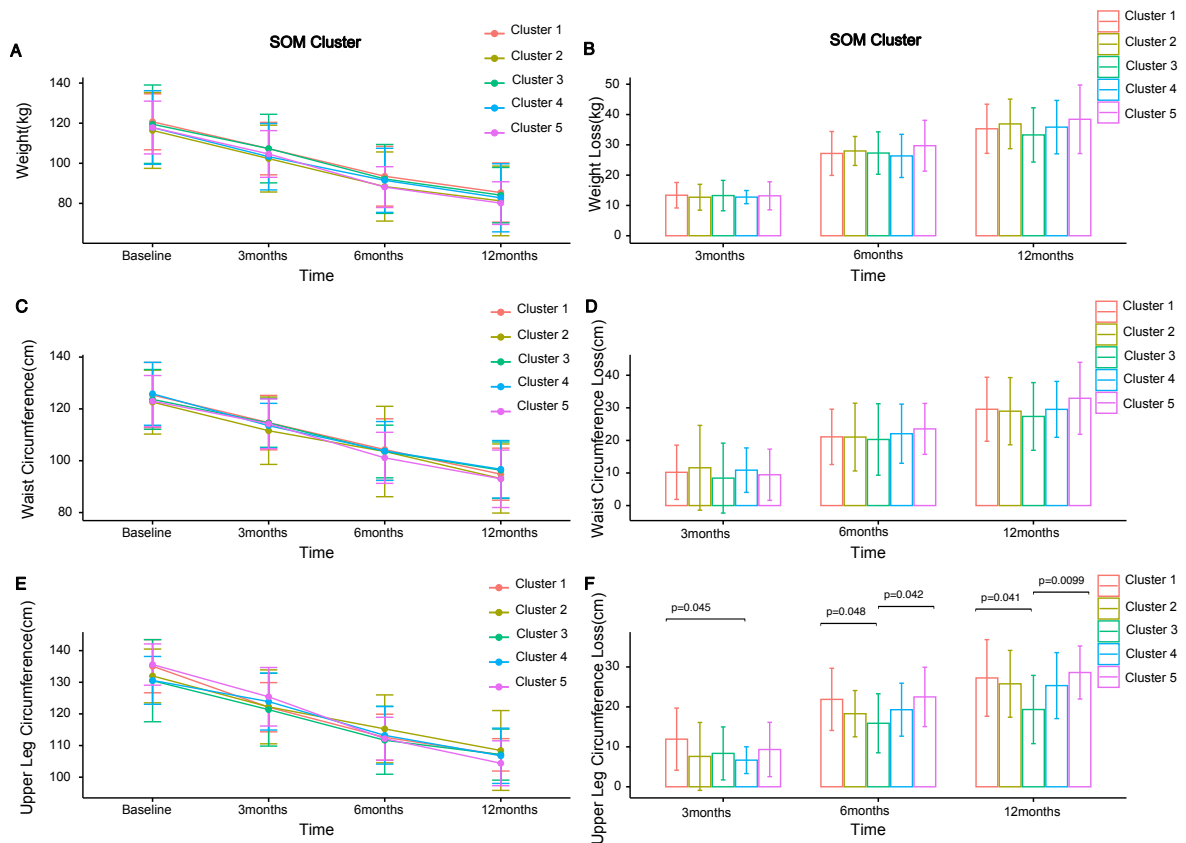 A
SOM Cluster
Cluster 1
Cluster 2
Cluster 3
Cluster 4
Cluster 5
Weight(kg)
140
120
100
80
Baseline
3months
6months
12months
Time
B
SOM Cluster
Cluster 1
Cluster 2
Cluster 3
Cluster 4
Cluster 5
Weight Loss(kg)
50
40
30
20
10
0
3months
6months
12months
Time
C
Cluster 1
Cluster 2
Cluster 3
Cluster 4
Cluster 5
Waist Circumference(cm)
140
120
100
80
Baseline
3months
6months
12months
Time
D
Cluster 1
Cluster 2
Cluster 3
Cluster 4
Cluster 5
Waist Circumference Loss(cm)
40
30
20
10
0
3months
6months
12months
Time
E
Cluster 1
Cluster 2
Cluster 3
Cluster 4
Cluster 5
Upper Leg Circumference(cm)
140
130
120
110
100
Baseline
3months
6months
12months
Time
F
p=0.045
p=0.048
p=0.042
p=0.041
p=0.0099
Cluster 1
Cluster 2
Cluster 3
Cluster 4
Cluster 5
Upper Leg Circumference Loss(cm)
30
20
10
0
3months
6months
12months
Time